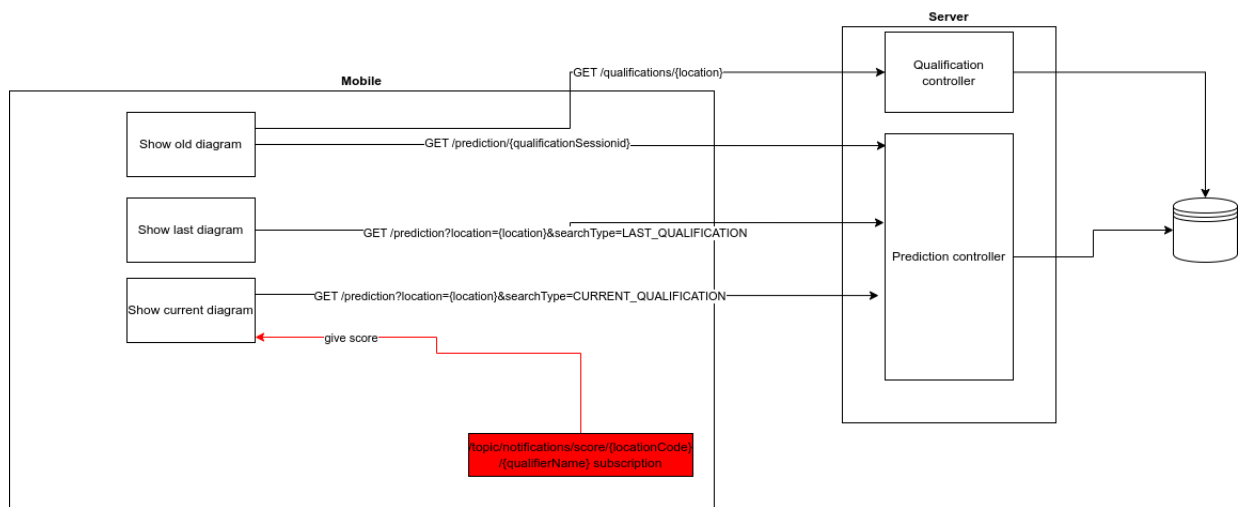 Server
Mobile
GET /qualifications/{location}
Qualification
controller
Show old diagram
GET /prediction/{qualificationSessionid}
Show last diagram
GET /prediction?location={location}&searchType=LAST_QUALIFICATION
Prediction controller
Show current diagram
GET /prediction?location={location}&searchType=CURRENT_QUALIFICATION
give score
/topic/notifications/score/{locationCode}
/{qualifierName} subscription